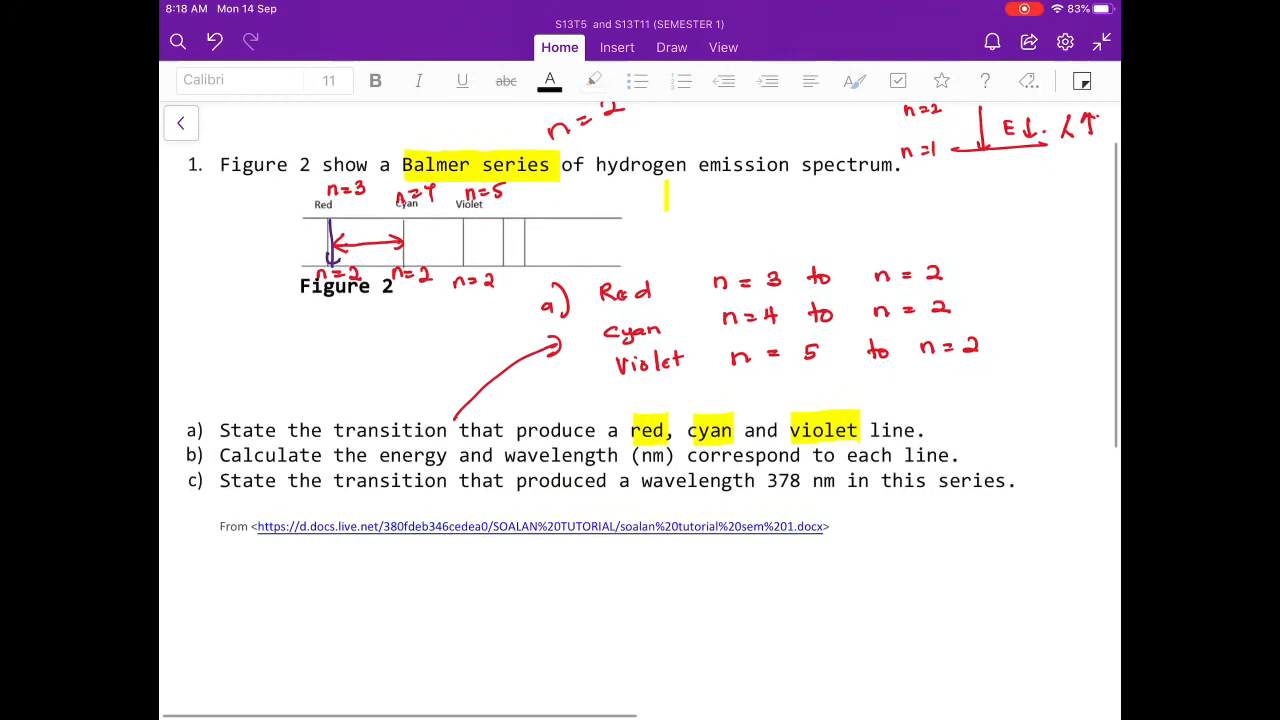 8:18 AM Mon 14 Sep
83%
S13T5 and S13T11 (SEMESTER 1)
Home Insert Draw View
Calibri 11 B I U abc A
n = 2
n=2
n=1 E↓. λ↑
1. Figure 2 show a Balmer series of hydrogen emission spectrum.
n=3 n=4 n=5
Red Cyan Violet
n=2 n=2 n=2
Figure 2
a) Red n = 3 to n = 2
Cyan n=4 to n = 2
Violet n = 5 to n=2
a) State the transition that produce a red, cyan and violet line.
b) Calculate the energy and wavelength (nm) correspond to each line.
c) State the transition that produced a wavelength 378 nm in this series.
From <https://d.docs.live.net/380fdeb346cedea0/SOALAN%20TUTORIAL/soalan%20tutorial%20sem%201.docx>